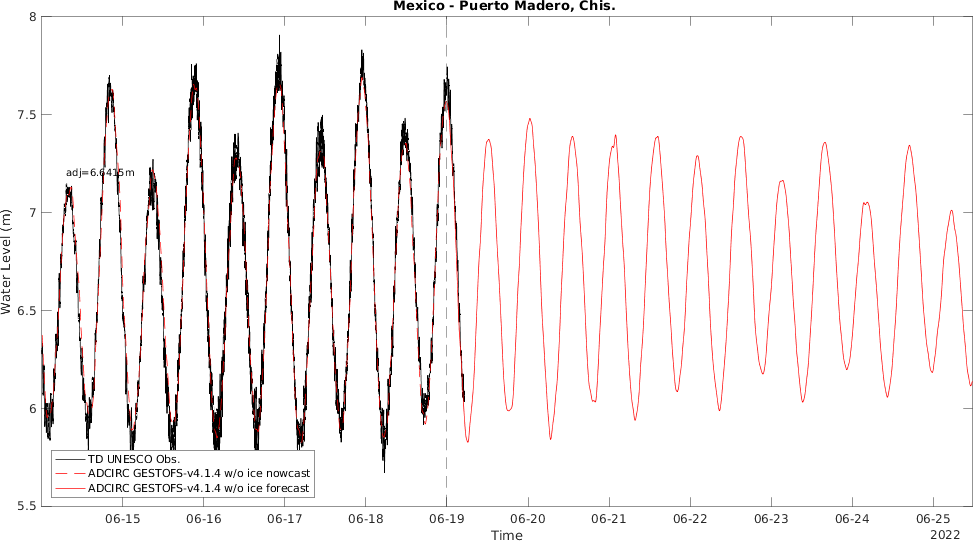 Mexico - Puerto Madero, Chis.
8
7.5
7
6.5
6
5.5
Water Level (m)
adj=6.6415m
TD UNESCO Obs.
ADCIRC GESTOFS-v4.1.4 w/o ice nowcast
ADCIRC GESTOFS-v4.1.4 w/o ice forecast
06-15 06-16 06-17 06-18 06-19 06-20 06-21 06-22 06-23 06-24 06-25
Time
2022